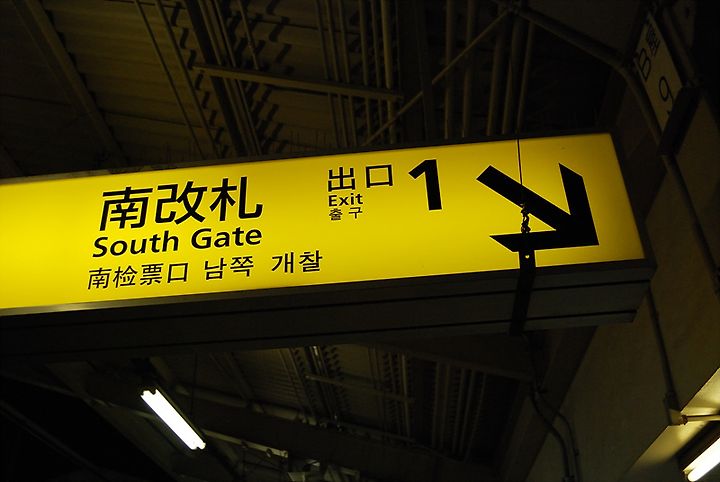 南改札
South Gate
南检票口 남쪽 개찰
出口 1
Exit
출구